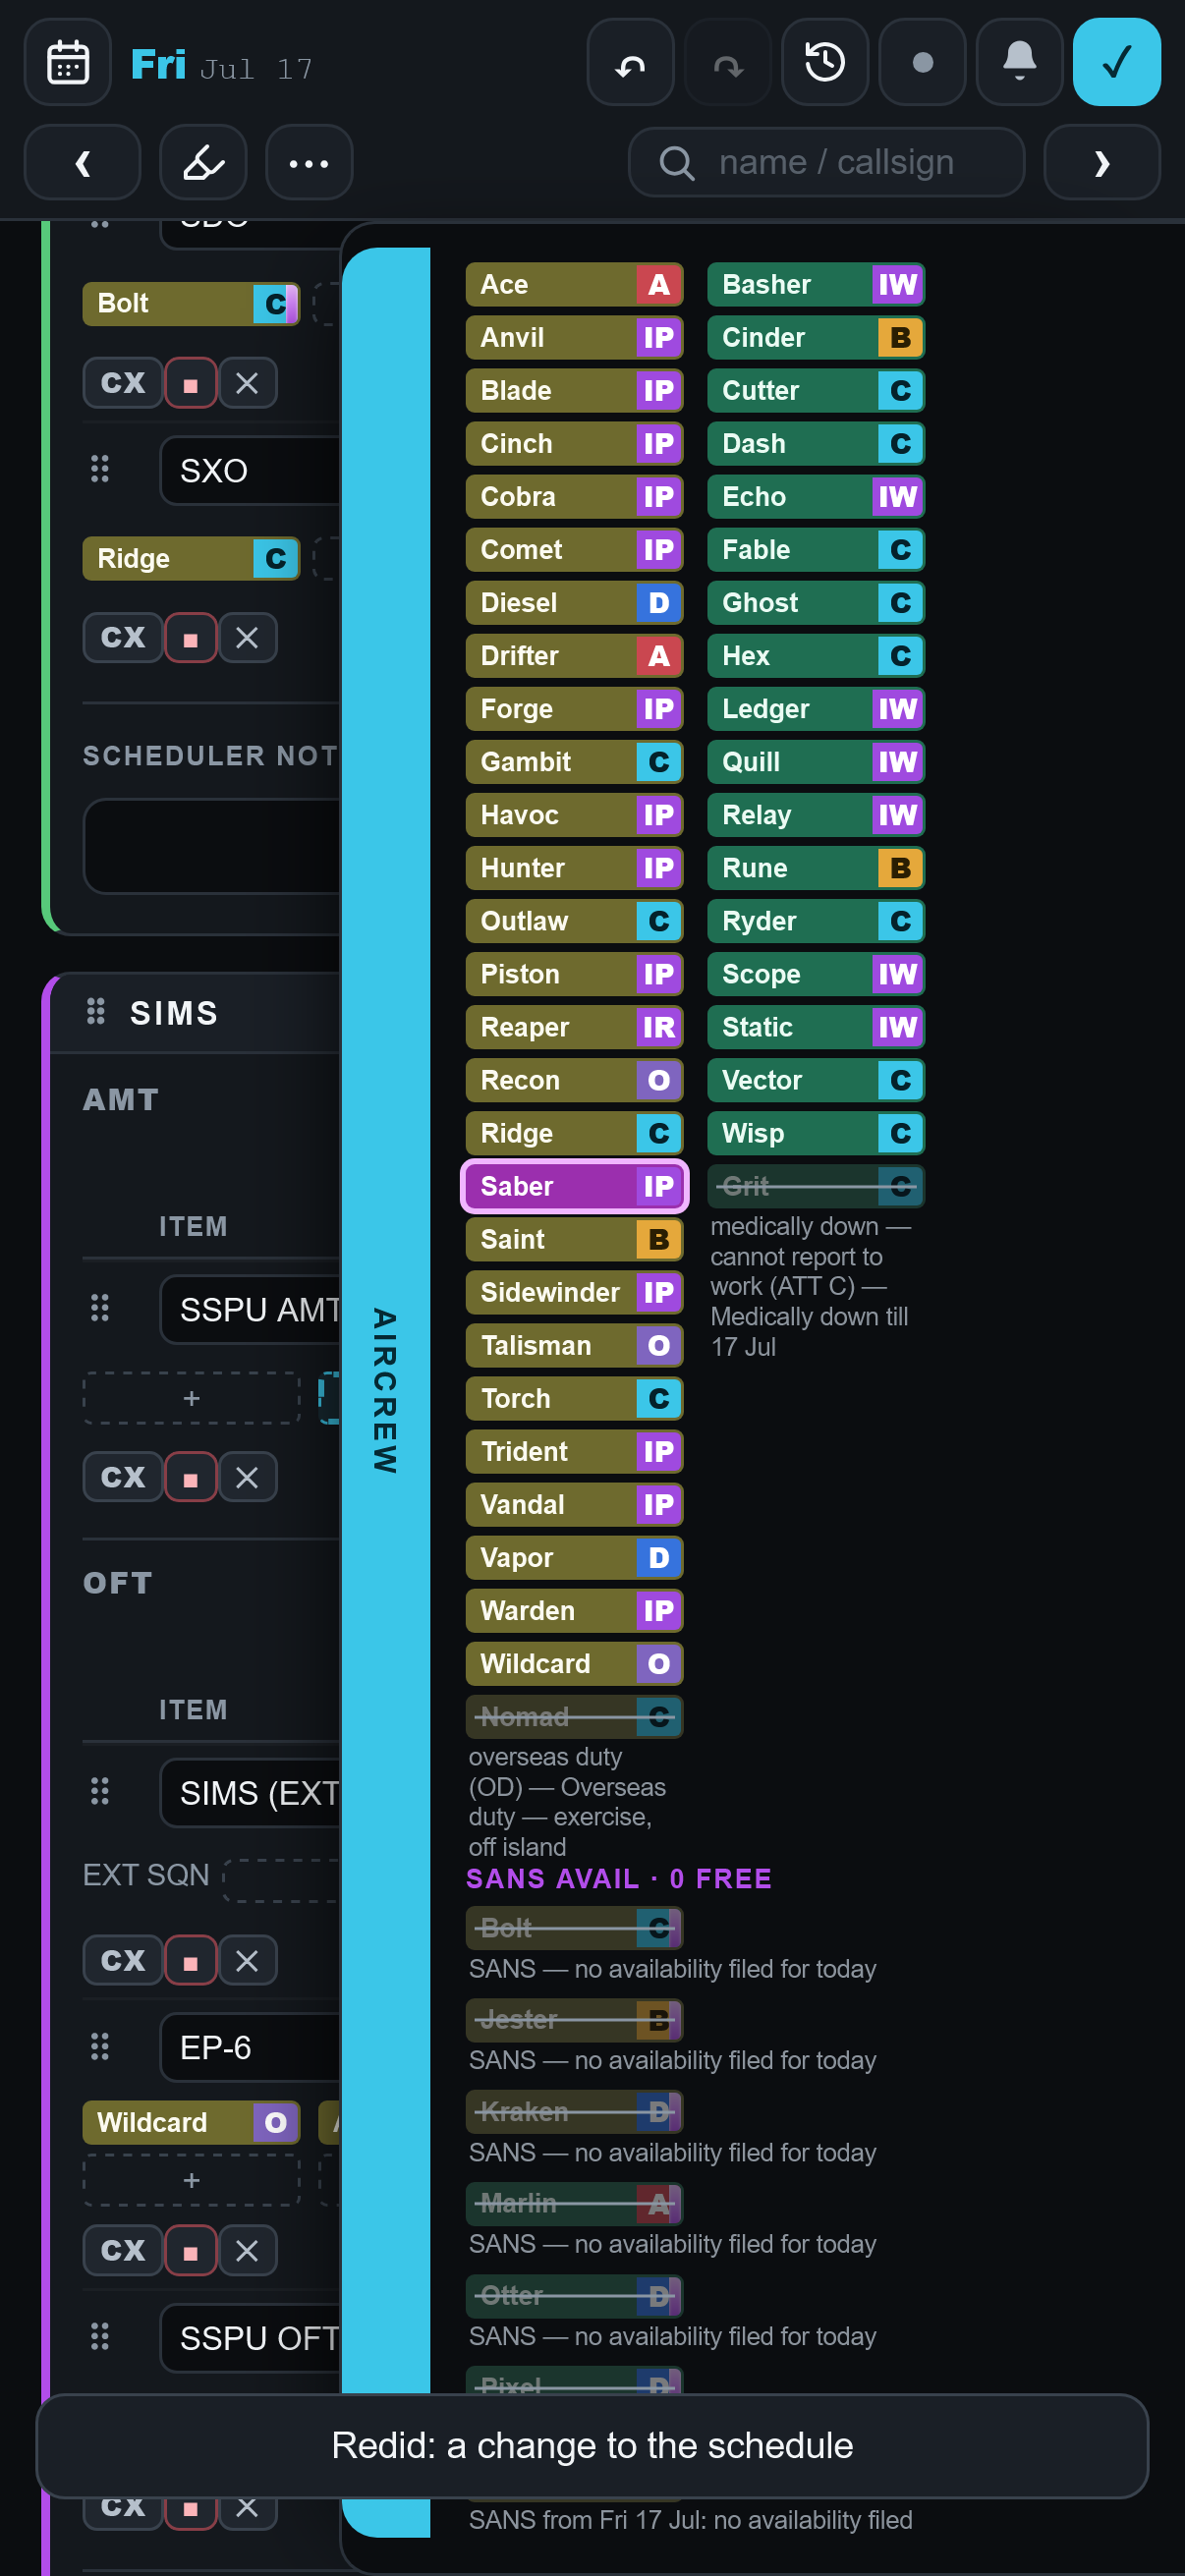 Fri Jul 17
name / callsign
Bolt C
CX
SXO
Ridge C
CX
SCHEDULER NOT
SIMS
AMT
ITEM
SSPU AMT
+
CX
OFT
ITEM
SIMS (EXT
EXT SQN
CX
EP-6
Wildcard O
+
CX
SSPU OFT
CX
AIRCREW
Ace A
Anvil IP
Blade IP
Cinch IP
Cobra IP
Comet IP
Diesel D
Drifter A
Forge IP
Gambit C
Havoc IP
Hunter IP
Outlaw C
Piston IP
Reaper IR
Recon O
Ridge C
Saber IP
Saint B
Sidewinder IP
Talisman O
Torch C
Trident IP
Vandal IP
Vapor D
Warden IP
Wildcard O
Nomad C
overseas duty
(OD) — Overseas
duty — exercise,
off island
Basher IW
Cinder B
Cutter C
Dash C
Echo IW
Fable C
Ghost C
Hex C
Ledger IW
Quill IW
Relay IW
Rune B
Ryder C
Scope IW
Static IW
Vector C
Wisp C
Grit C
medically down —
cannot report to
work (ATT C) —
Medically down till
17 Jul
SANS AVAIL · 0 FREE
Bolt C
SANS — no availability filed for today
Jester B
SANS — no availability filed for today
Kraken D
SANS — no availability filed for today
Marlin A
SANS — no availability filed for today
Otter D
SANS — no availability filed for today
Pixel D
Redid: a change to the schedule
SANS from Fri 17 Jul: no availability filed